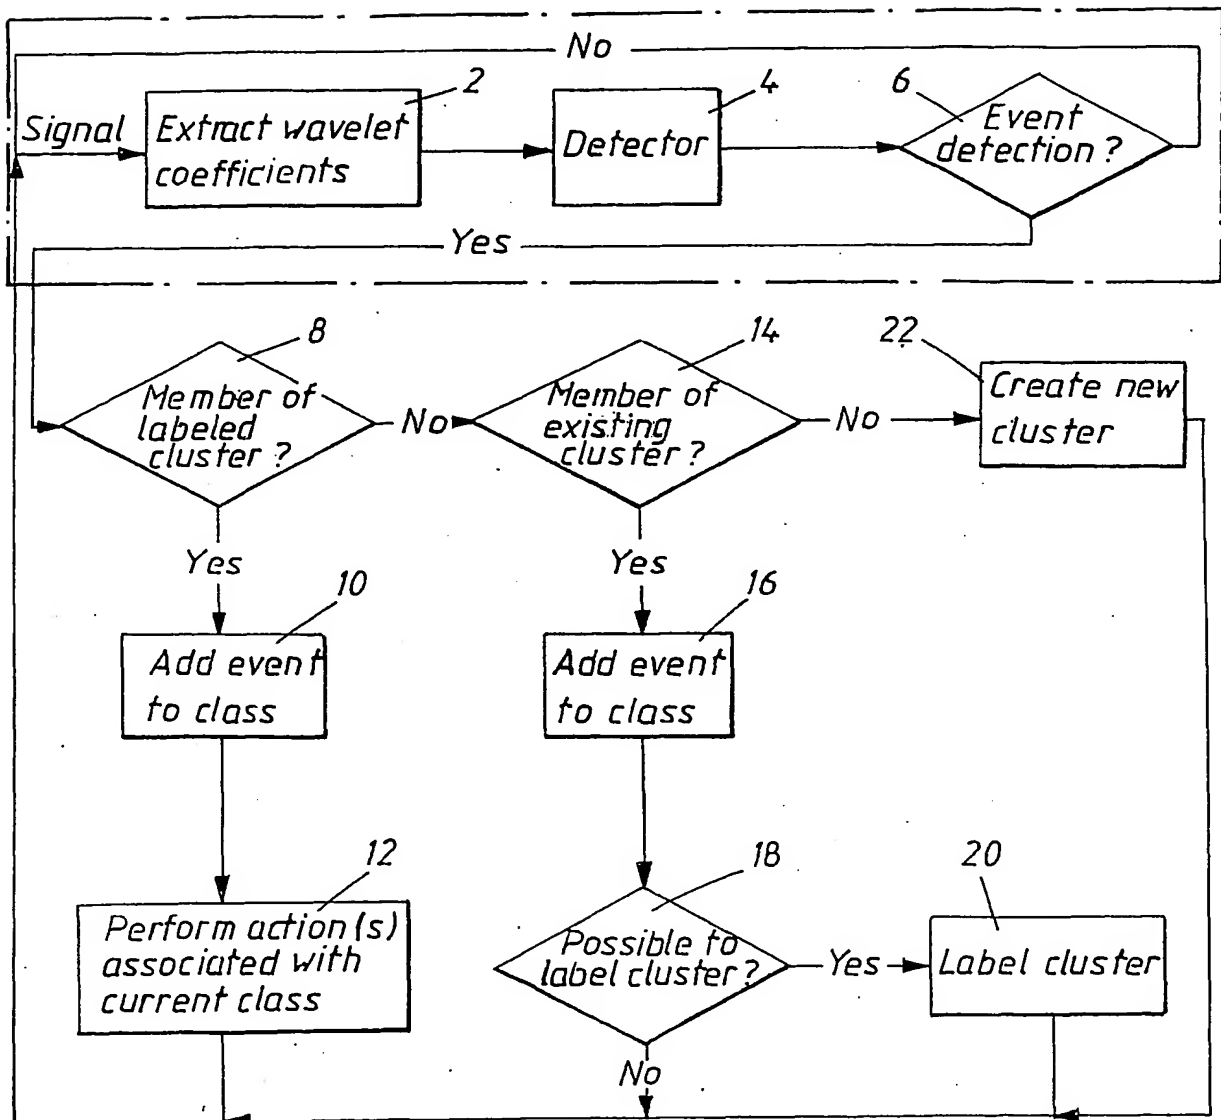 No
2
4
6
Signal
Extract wavelet
coefficients
Detector
Event
detection?
Yes
8
14
22
Member of
labeled
cluster?
No
Member of
existing
cluster?
No
Create new
cluster
Yes
Yes
10
16
Add event
to class
Add event
to class
12
18
20
Perform action(s)
associated with
current class
Possible to
label cluster?
Yes
Label cluster
No